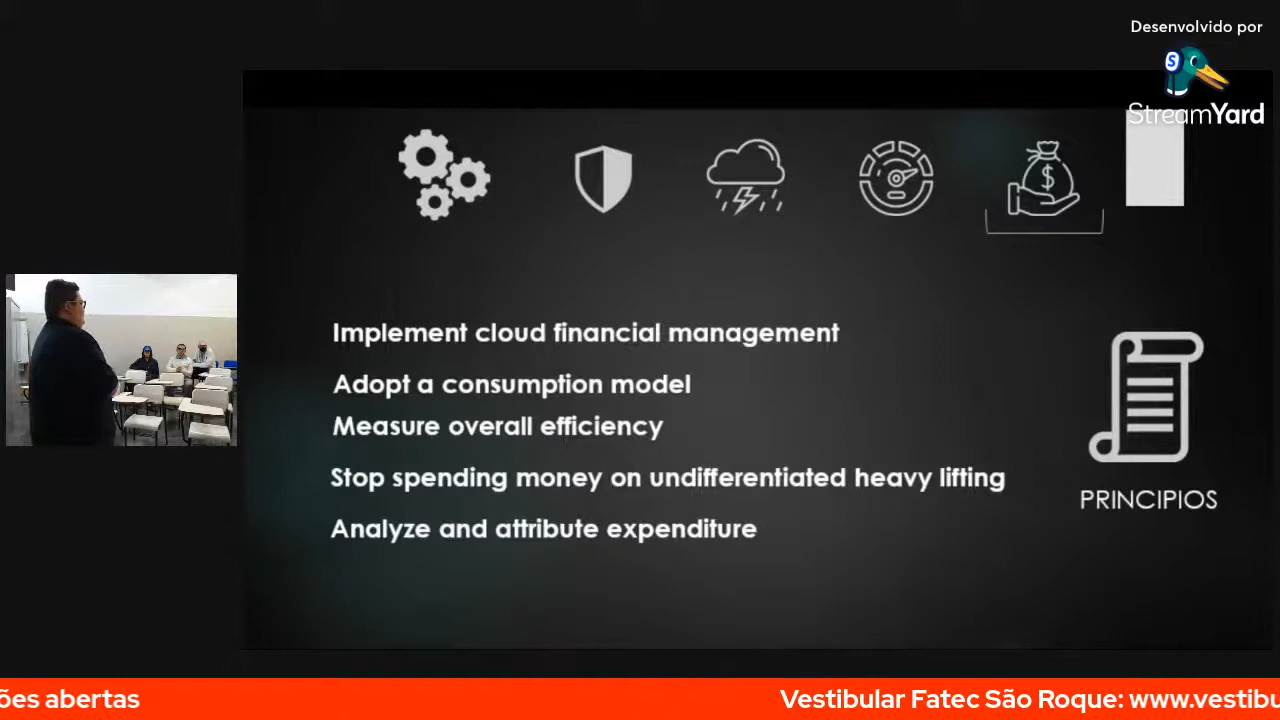 Desenvolvido por
StreamYard
Implement cloud financial management
Adopt a consumption model
Measure overall efficiency
Stop spending money on undifferentiated heavy lifting
Analyze and attribute expenditure
PRINCIPIOS
ões abertas
Vestibular Fatec São Roque: www.vestibu